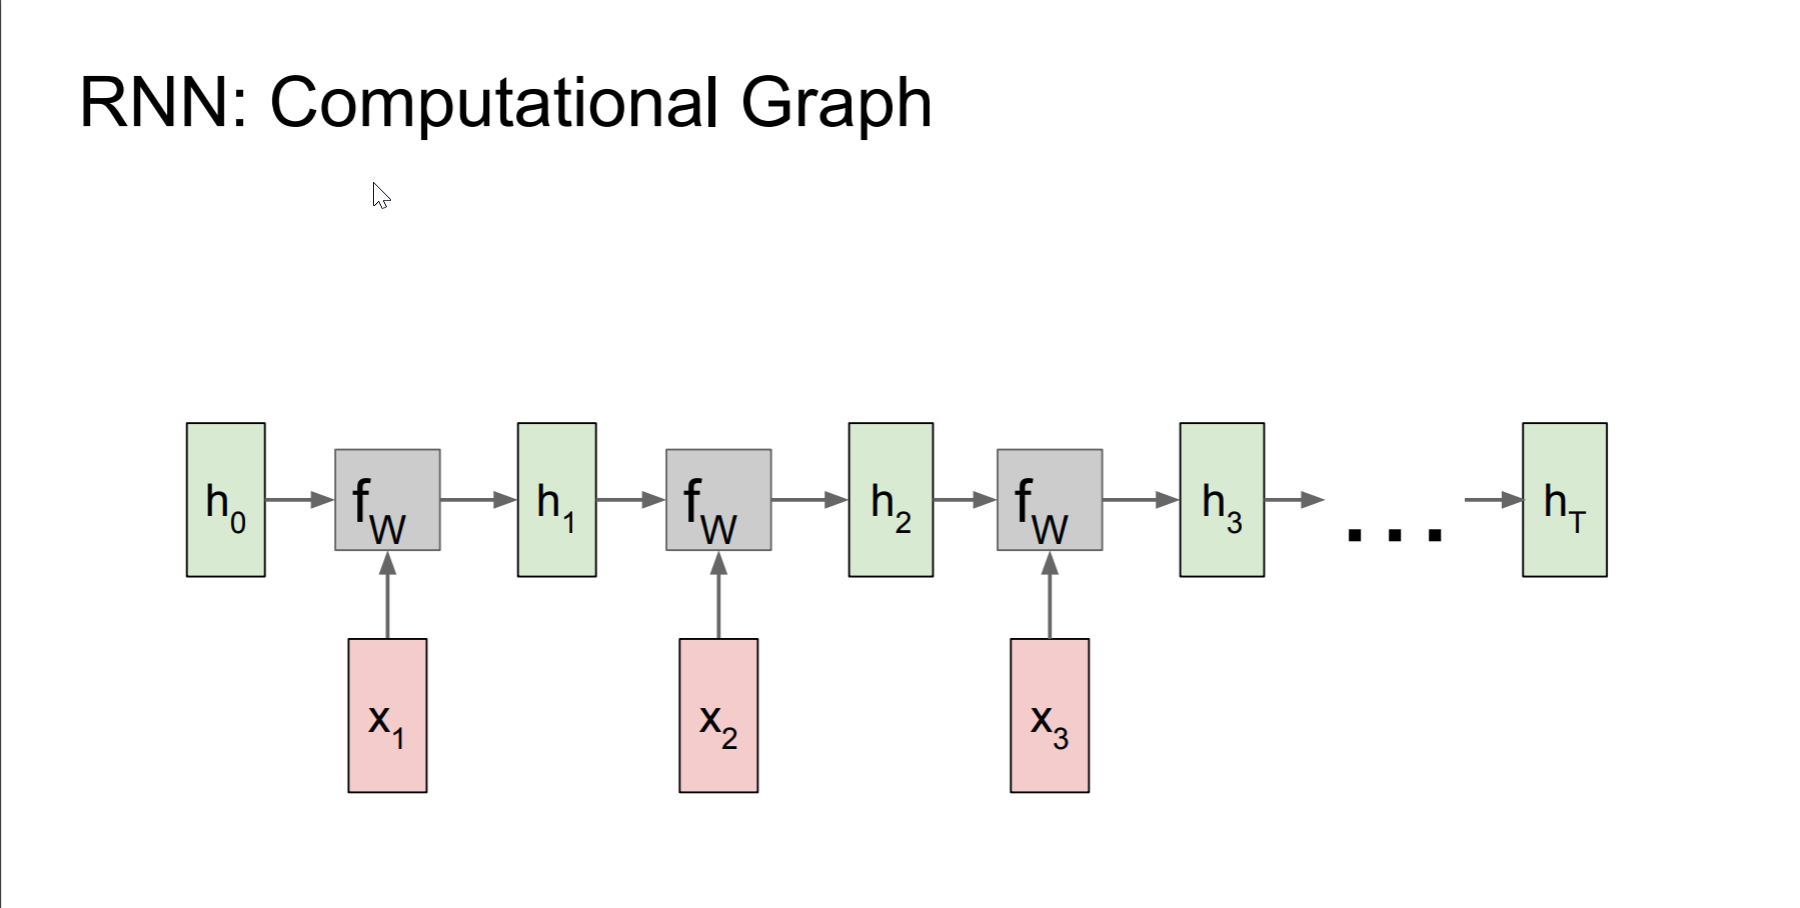 RNN: Computational Graph
h0 fW h1 fW h2 fW h3 ... hT
x1 x2 x3